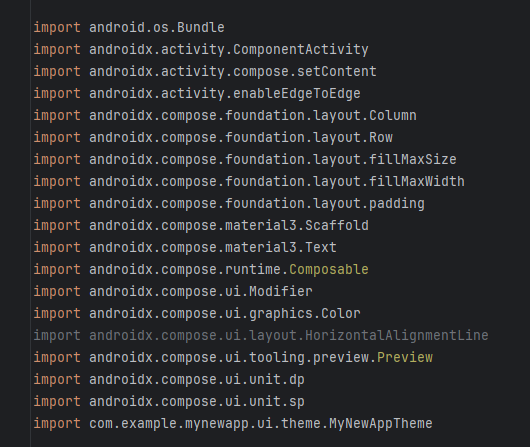 import android.os.Bundle
import androidx.activity.ComponentActivity
import androidx.activity.compose.setContent
import androidx.activity.enableEdgeToEdge
import androidx.compose.foundation.layout.Column
import androidx.compose.foundation.layout.Row
import androidx.compose.foundation.layout.fillMaxSize
import androidx.compose.foundation.layout.fillMaxWidth
import androidx.compose.foundation.layout.padding
import androidx.compose.material3.Scaffold
import androidx.compose.material3.Text
import androidx.compose.runtime.Composable
import androidx.compose.ui.Modifier
import androidx.compose.ui.graphics.Color
import androidx.compose.ui.layout.HorizontalAlignmentLine
import androidx.compose.ui.tooling.preview.Preview
import androidx.compose.ui.unit.dp
import androidx.compose.ui.unit.sp
import com.example.mynewapp.ui.theme.MyNewAppTheme